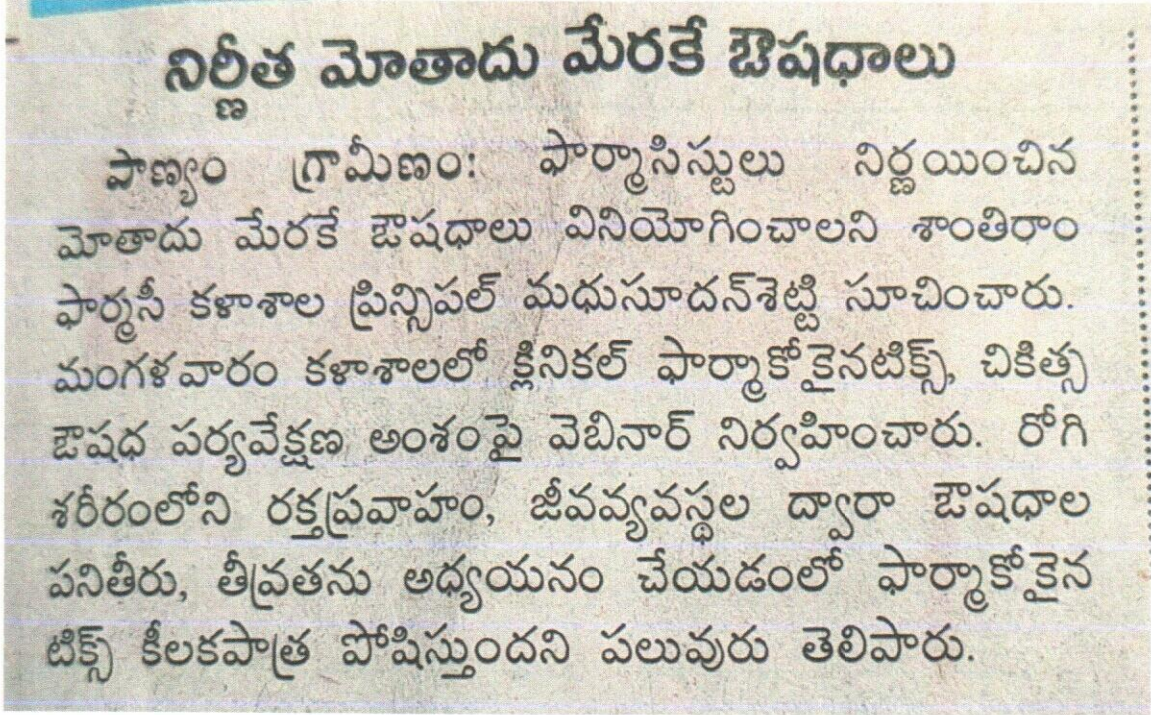 నిర్ణీత మోతాదు మేరకే ఔషధాలు
పాణ్యం గ్రామీణం: ఫార్మాసిస్టులు నిర్ణయించిన
మోతాదు మేరకే ఔషధాలు వినియోగించాలని శాంతిరాం
ఫార్మసీ కళాశాల ప్రిన్సిపల్ మధుసూదన్‌శెట్టి సూచించారు.
మంగళవారం కళాశాలలో క్లినికల్ ఫార్మాకోకైనటిక్స్, చికిత్స
ఔషధ పర్యవేక్షణ అంశంపై వెబినార్ నిర్వహించారు. రోగి
శరీరంలోని రక్తప్రవాహం, జీవవ్యవస్థల ద్వారా ఔషధాల
పనితీరు, తీవ్రతను అధ్యయనం చేయడంలో ఫార్మాకోకైన
టిక్స్ కీలకపాత్ర పోషిస్తుందని పలువురు తెలిపారు.